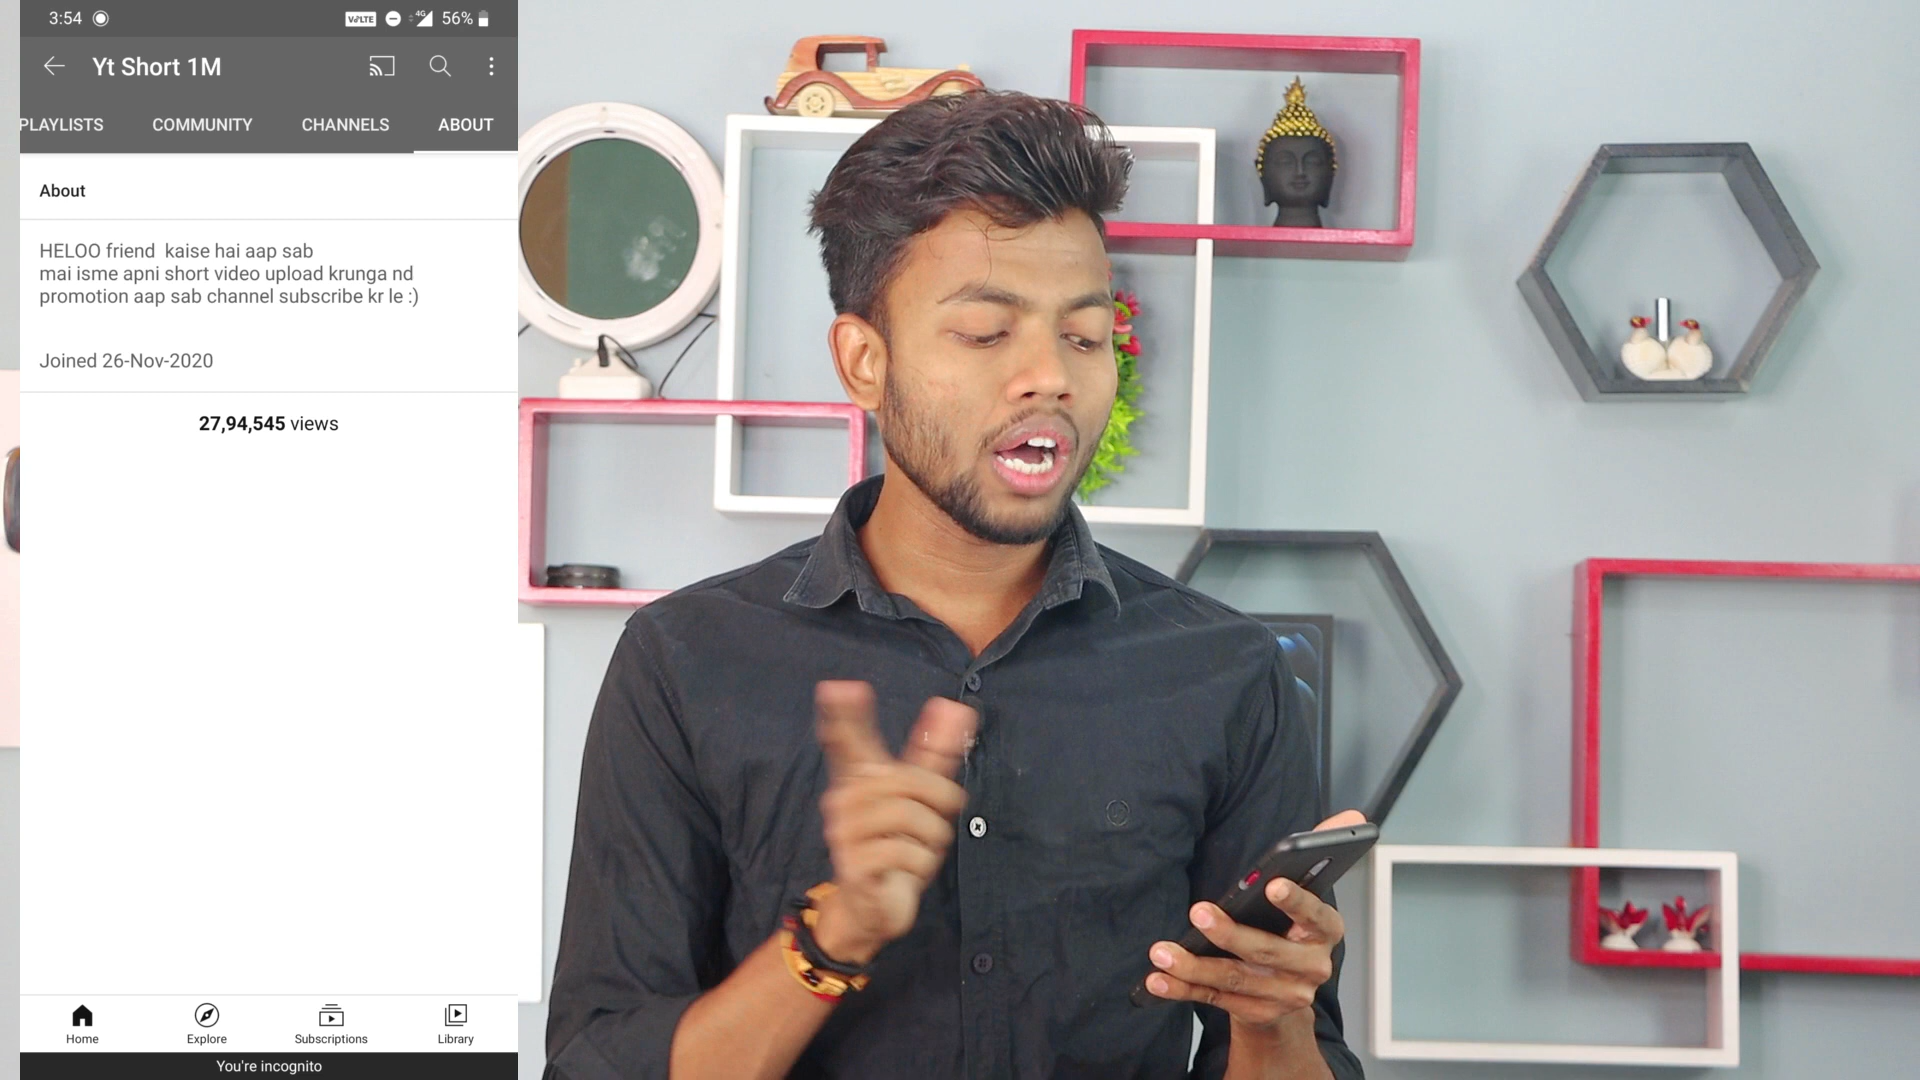 3:54 VoLTE 4G 56%
Yt Short 1M
PLAYLISTS COMMUNITY CHANNELS ABOUT
About
HELOO friend kaise hai aap sab
mai isme apni short video upload krunga nd
promotion aap sab channel subscribe kr le :)
Joined 26-Nov-2020
27,94,545 views
Home Explore Subscriptions Library
You're incognito